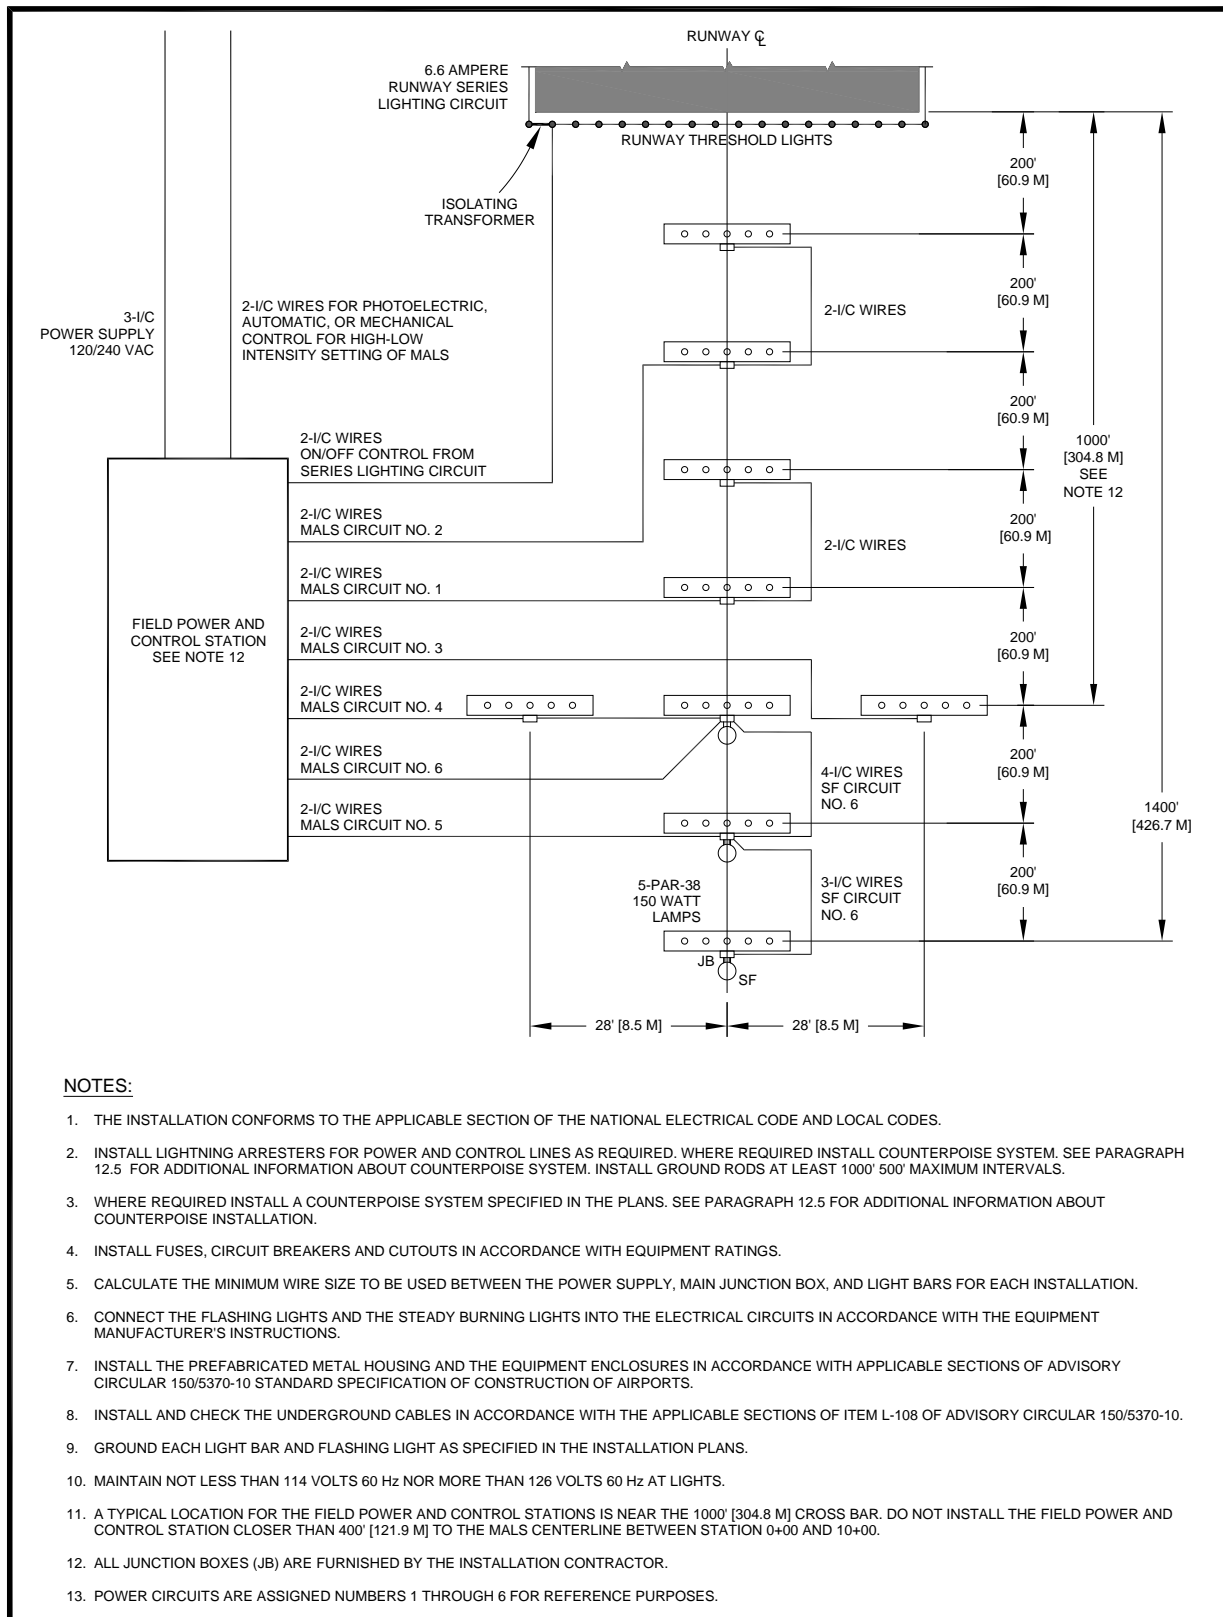 RUNWAY ℄
6.6 AMPERE
RUNWAY SERIES
LIGHTING CIRCUIT
RUNWAY THRESHOLD LIGHTS
ISOLATING
TRANSFORMER
200'
[60.9 M]
200'
[60.9 M]
200'
[60.9 M]
200'
[60.9 M]
200'
[60.9 M]
200'
[60.9 M]
200'
[60.9 M]
1000'
[304.8 M]
SEE
NOTE 12
1400'
[426.7 M]
3-I/C
POWER SUPPLY
120/240 VAC
2-I/C WIRES FOR PHOTOELECTRIC,
AUTOMATIC, OR MECHANICAL
CONTROL FOR HIGH-LOW
INTENSITY SETTING OF MALS
2-I/C WIRES
2-I/C WIRES
ON/OFF CONTROL FROM
SERIES LIGHTING CIRCUIT
2-I/C WIRES
MALS CIRCUIT NO. 2
2-I/C WIRES
2-I/C WIRES
MALS CIRCUIT NO. 1
FIELD POWER AND
CONTROL STATION
SEE NOTE 12
2-I/C WIRES
MALS CIRCUIT NO. 3
2-I/C WIRES
MALS CIRCUIT NO. 4
2-I/C WIRES
MALS CIRCUIT NO. 6
4-I/C WIRES
SF CIRCUIT
NO. 6
2-I/C WIRES
MALS CIRCUIT NO. 5
5-PAR-38
150 WATT
LAMPS
3-I/C WIRES
SF CIRCUIT
NO. 6
JB
SF
28' [8.5 M]
28' [8.5 M]
NOTES:
1. THE INSTALLATION CONFORMS TO THE APPLICABLE SECTION OF THE NATIONAL ELECTRICAL CODE AND LOCAL CODES.
2. INSTALL LIGHTNING ARRESTERS FOR POWER AND CONTROL LINES AS REQUIRED. WHERE REQUIRED INSTALL COUNTERPOISE SYSTEM. SEE PARAGRAPH
12.5 FOR ADDITIONAL INFORMATION ABOUT COUNTERPOISE SYSTEM. INSTALL GROUND RODS AT LEAST 1000' 500' MAXIMUM INTERVALS.
3. WHERE REQUIRED INSTALL A COUNTERPOISE SYSTEM SPECIFIED IN THE PLANS. SEE PARAGRAPH 12.5 FOR ADDITIONAL INFORMATION ABOUT
COUNTERPOISE INSTALLATION.
4. INSTALL FUSES, CIRCUIT BREAKERS AND CUTOUTS IN ACCORDANCE WITH EQUIPMENT RATINGS.
5. CALCULATE THE MINIMUM WIRE SIZE TO BE USED BETWEEN THE POWER SUPPLY, MAIN JUNCTION BOX, AND LIGHT BARS FOR EACH INSTALLATION.
6. CONNECT THE FLASHING LIGHTS AND THE STEADY BURNING LIGHTS INTO THE ELECTRICAL CIRCUITS IN ACCORDANCE WITH THE EQUIPMENT
MANUFACTURER'S INSTRUCTIONS.
7. INSTALL THE PREFABRICATED METAL HOUSING AND THE EQUIPMENT ENCLOSURES IN ACCORDANCE WITH APPLICABLE SECTIONS OF ADVISORY
CIRCULAR 150/5370-10 STANDARD SPECIFICATION OF CONSTRUCTION OF AIRPORTS.
8. INSTALL AND CHECK THE UNDERGROUND CABLES IN ACCORDANCE WITH THE APPLICABLE SECTIONS OF ITEM L-108 OF ADVISORY CIRCULAR 150/5370-10.
9. GROUND EACH LIGHT BAR AND FLASHING LIGHT AS SPECIFIED IN THE INSTALLATION PLANS.
10. MAINTAIN NOT LESS THAN 114 VOLTS 60 Hz NOR MORE THAN 126 VOLTS 60 Hz AT LIGHTS.
11. A TYPICAL LOCATION FOR THE FIELD POWER AND CONTROL STATIONS IS NEAR THE 1000' [304.8 M] CROSS BAR. DO NOT INSTALL THE FIELD POWER AND
CONTROL STATION CLOSER THAN 400' [121.9 M] TO THE MALS CENTERLINE BETWEEN STATION 0+00 AND 10+00.
12. ALL JUNCTION BOXES (JB) ARE FURNISHED BY THE INSTALLATION CONTRACTOR.
13. POWER CIRCUITS ARE ASSIGNED NUMBERS 1 THROUGH 6 FOR REFERENCE PURPOSES.